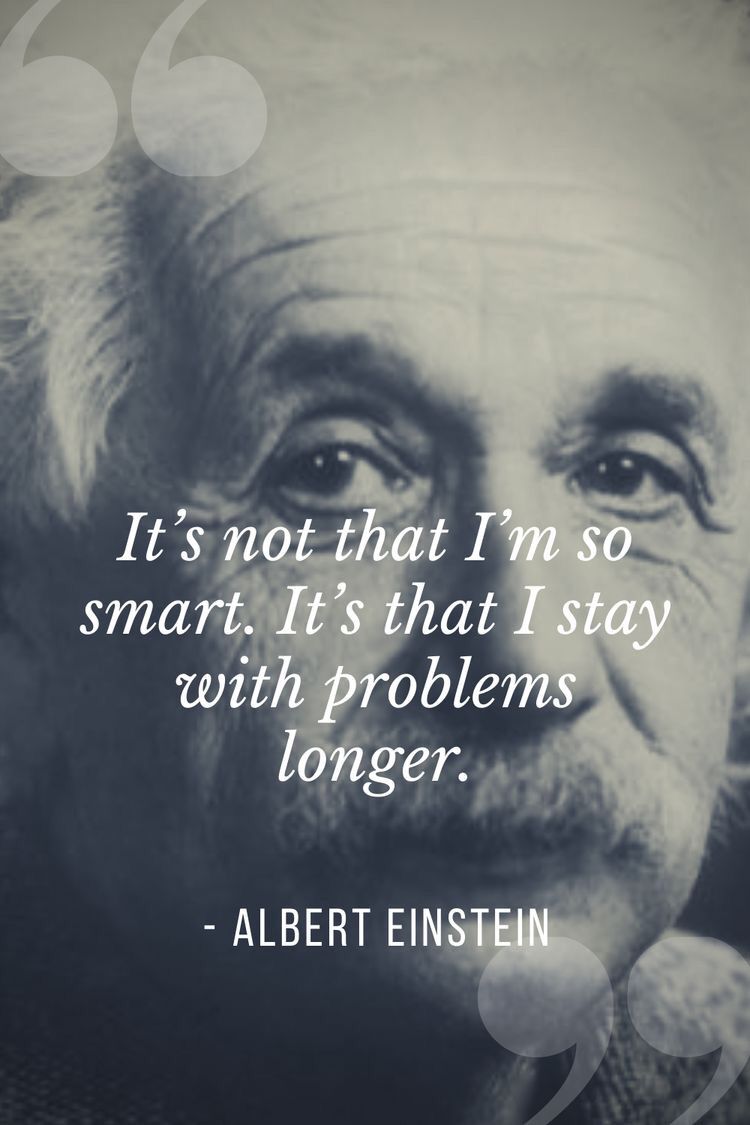 It’s not that I’m so
smart. It’s that I stay
with problems
longer.
- ALBERT EINSTEIN